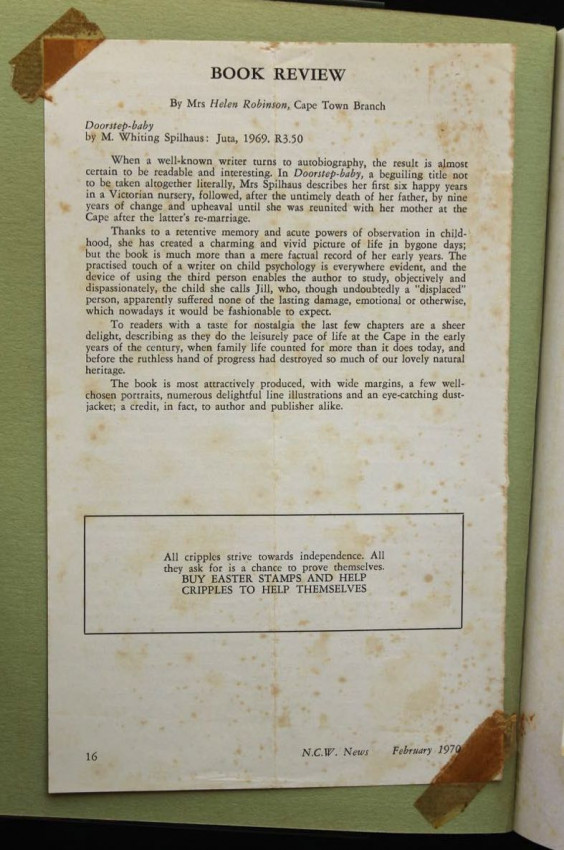 BOOK REVIEW
By Mrs Helen Robinson, Cape Town Branch
Doorstep-baby
by M. Whiting Spilhaus: Juta, 1969. R3.50
When a well-known writer turns to autobiography, the result is almost
certain to be readable and interesting. In Doorstep-baby, a beguiling title not
to be taken altogether literally, Mrs Spilhaus describes her first six happy years
in a Victorian nursery, followed, after the untimely death of her father, by nine
years of change and upheaval until she was reunited with her mother at the
Cape after the latter's re-marriage.
Thanks to a retentive memory and acute powers of observation in child-
hood, she has created a charming and vivid picture of life in bygone days;
but the book is much more than a mere factual record of her early years. The
practised touch of a writer on child psychology is everywhere evident, and the
device of using the third person enables the author to study, objectively and
dispassionately, the child she calls Jill, who, though undoubtedly a "displaced"
person, apparently suffered none of the lasting damage, emotional or otherwise,
which nowadays it would be fashionable to expect.
To readers with a taste for nostalgia the last few chapters are a sheer
delight, describing as they do the leisurely pace of life at the Cape in the early
years of the century, when family life counted for more than it does today, and
before the ruthless hand of progress had destroyed so much of our lovely natural
heritage.
The book is most attractively produced, with wide margins, a few well-
chosen portraits, numerous delightful line illustrations and an eye-catching dust-
jacket; a credit, in fact, to author and publisher alike.
All cripples strive towards independence. All
they ask for is a chance to prove themselves.
BUY EASTER STAMPS AND HELP
CRIPPLES TO HELP THEMSELVES
16 N.C.W. News February 1970